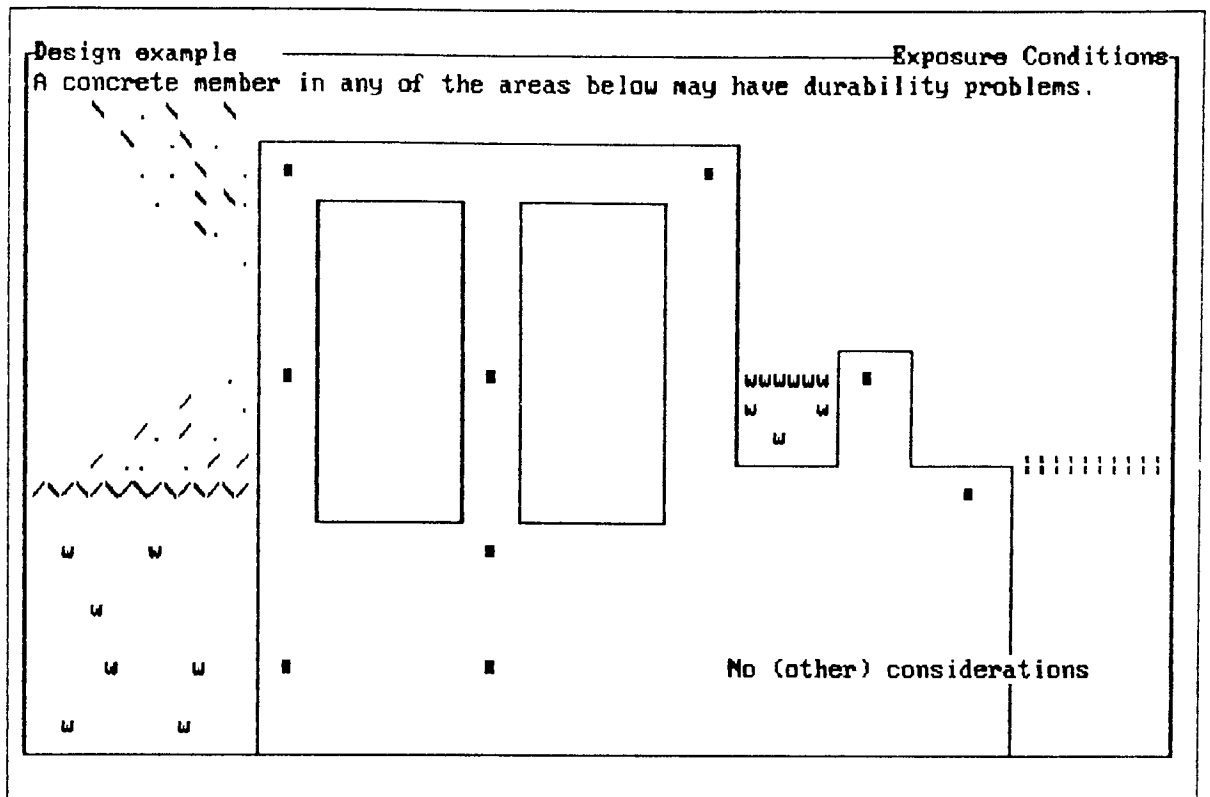 Design example Exposure Conditions
A concrete member in any of the areas below may have durability problems.
wwwwww
w w
w
w w
w
w w
No (other) considerations
w w